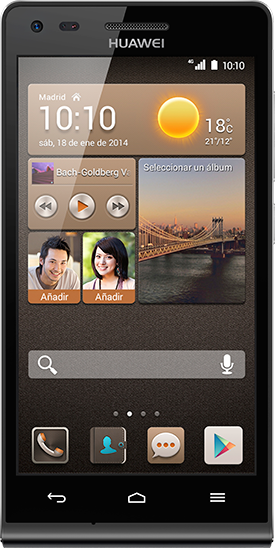 HUAWEI
4G 10:10
Madrid
10:10
sáb, 18 de ene de 2014
18°C
21°/12°
Bach-Goldberg V
Seleccionar un álbum
Añadir
Añadir